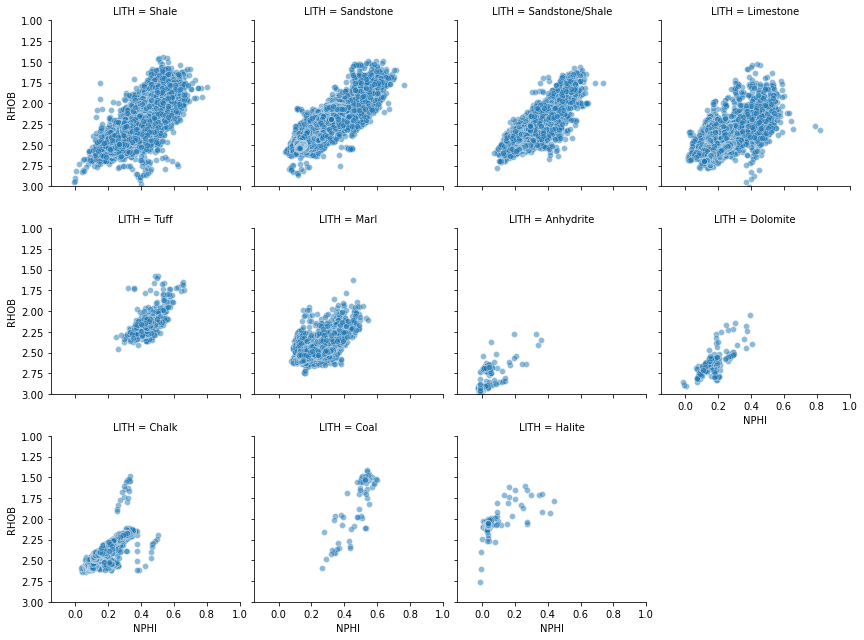 LITH = Shale
LITH = Sandstone
LITH = Sandstone/Shale
LITH = Limestone
1.00
1.25
1.50
1.75
2.00
2.25
2.50
2.75
3.00
RHOB
LITH = Tuff
LITH = Marl
LITH = Anhydrite
LITH = Dolomite
1.00
1.25
1.50
1.75
2.00
2.25
2.50
2.75
3.00
RHOB
0.0 0.2 0.4 0.6 0.8 1.0
NPHI
LITH = Chalk
LITH = Coal
LITH = Halite
1.00
1.25
1.50
1.75
2.00
2.25
2.50
2.75
3.00
RHOB
0.0 0.2 0.4 0.6 0.8 1.0
NPHI
0.0 0.2 0.4 0.6 0.8 1.0
NPHI
0.0 0.2 0.4 0.6 0.8 1.0
NPHI